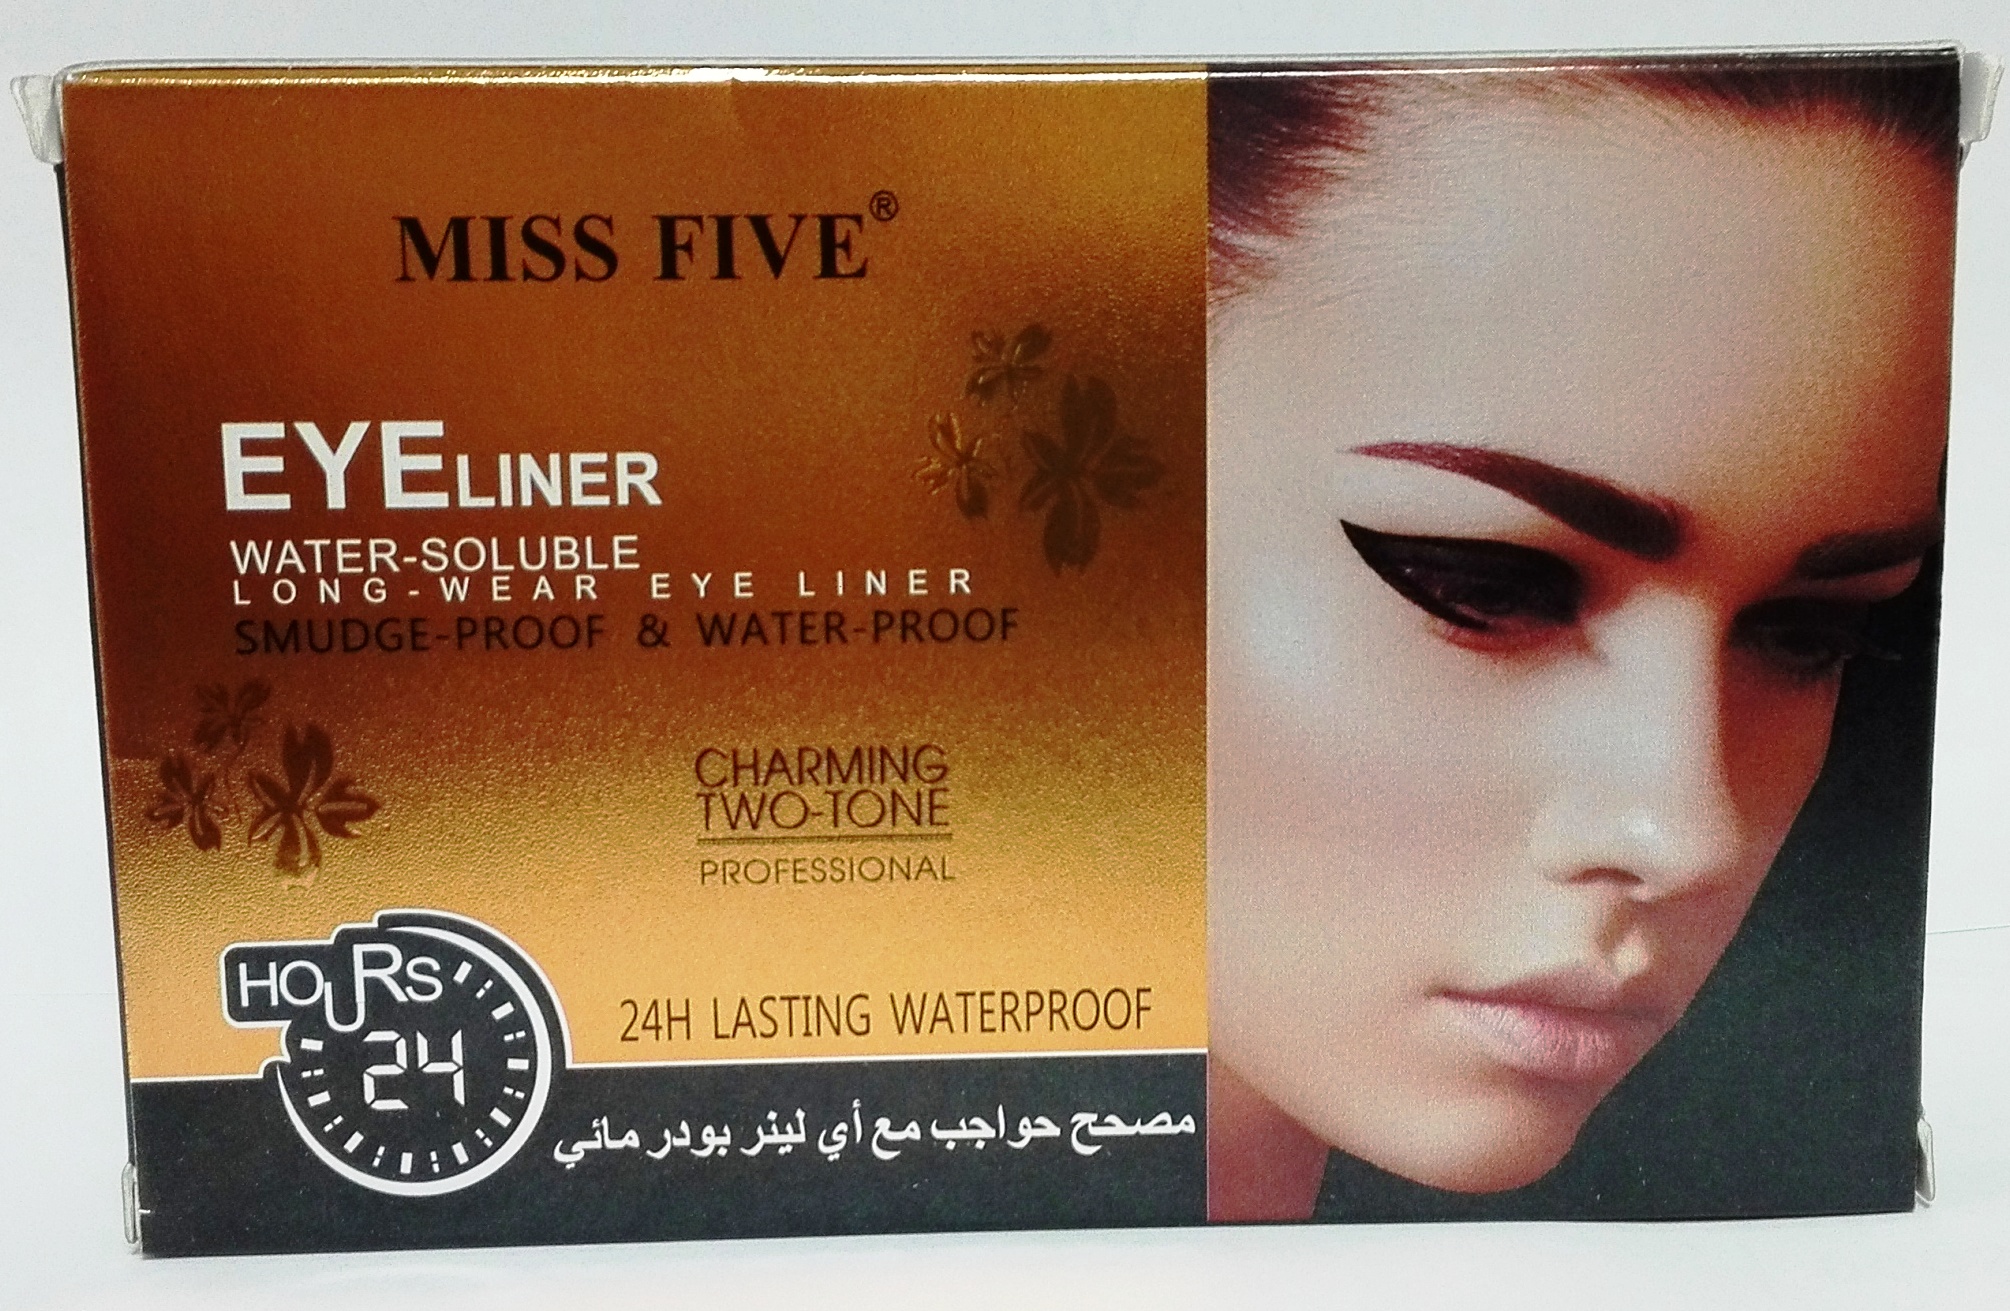 MISS FIVE®
EYELINER
WATER-SOLUBLE
LONG-WEAR EYE LINER
SMUDGE-PROOF & WATER-PROOF
CHARMING
TWO-TONE
PROFESSIONAL
HOURS
24
24H LASTING WATERPROOF
مصحح حواجب مع أي لينر بودر مائي